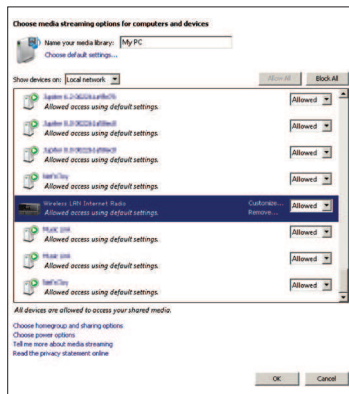 Choose media streaming options for computers and devices
Name your media library: My PC
Choose default settings...
Show devices on: Local network Allow All Block All
Allowed access using default settings. Allowed
Allowed access using default settings. Allowed
Allowed access using default settings. Allowed
Allowed access using default settings. Allowed
Wireless LAN Internet Radio Customize...
Allowed access using default settings. Remove... Allowed
Allowed access using default settings. Allowed
Allowed access using default settings. Allowed
Allowed access using default settings. Allowed
All devices are allowed to access your shared media.
Choose homegroup and sharing options
Choose power options
Tell me more about media streaming
Read the privacy statement online
OK Cancel